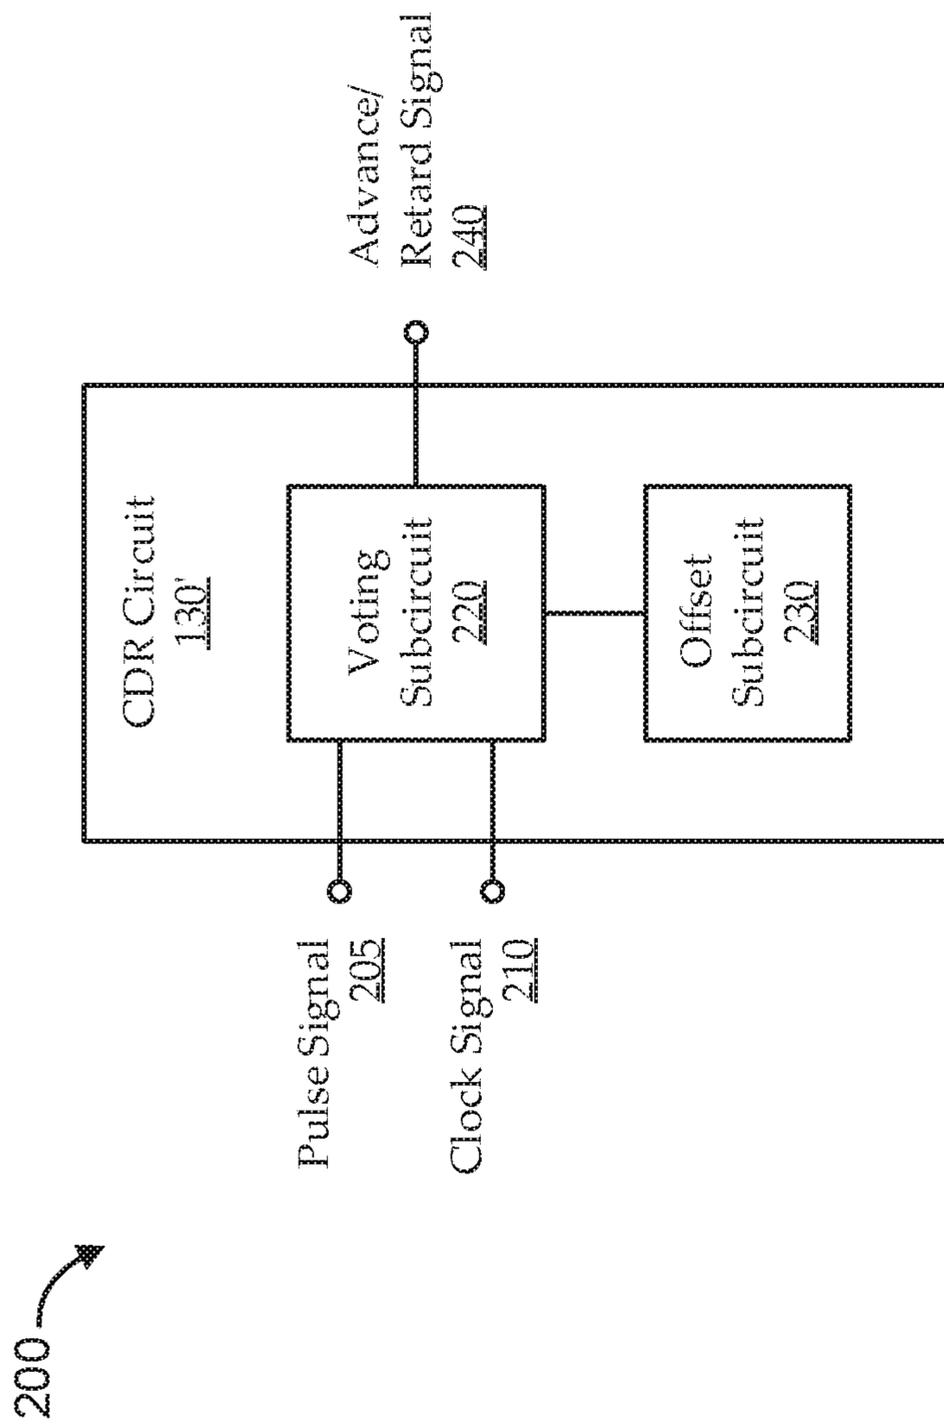 200
Pulse Signal
205
Clock Signal
210
CDR Circuit
130'
Voting
Subcircuit
220
Offset
Subcircuit
230
Advance/
Retard Signal
240